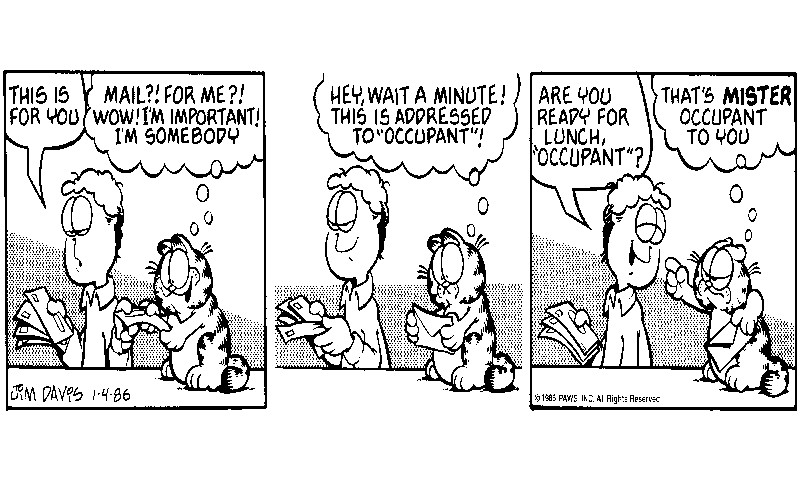 THIS IS
FOR YOU
MAIL?! FOR ME?!
WOW! I'M IMPORTANT!
I'M SOMEBODY
JIM DAVIS 1-4-86
HEY, WAIT A MINUTE!
THIS IS ADDRESSED
TO "OCCUPANT"!
ARE YOU
READY FOR
LUNCH,
"OCCUPANT"?
THAT'S MISTER
OCCUPANT
TO YOU
© 1985 PAWS, INC. All Rights Reserved